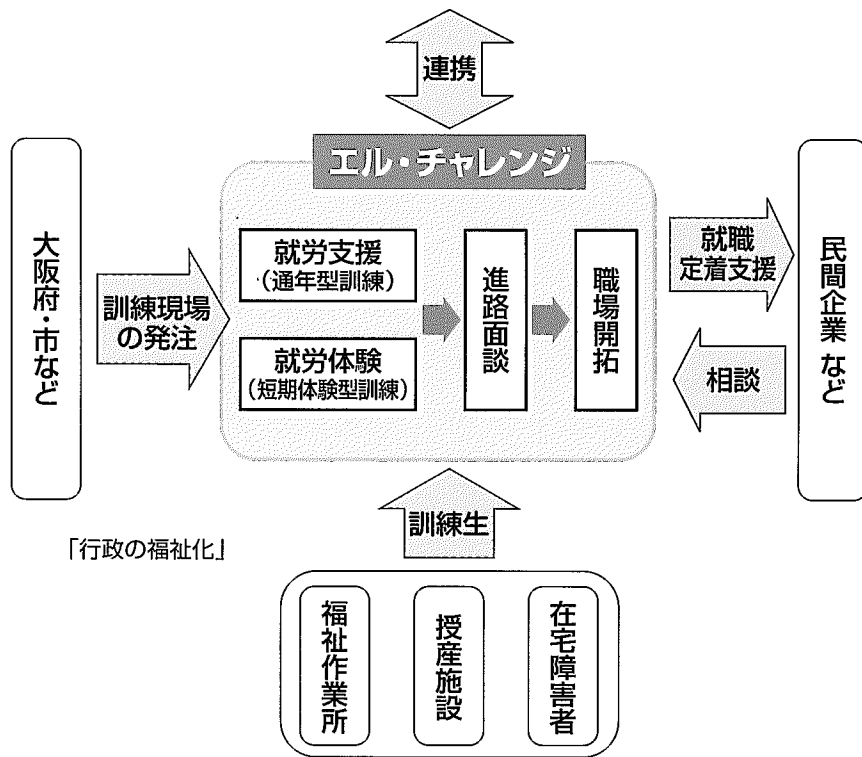 連携
エル・チャレンジ
大阪府・市など
訓練現場
の発注
就労支援
（通年型訓練）
就労体験
（短期体験型訓練）
進路面談
職場開拓
就職
定着支援
相談
民間企業 など
訓練生
「行政の福祉化」
福祉作業所
授産施設
在宅障害者